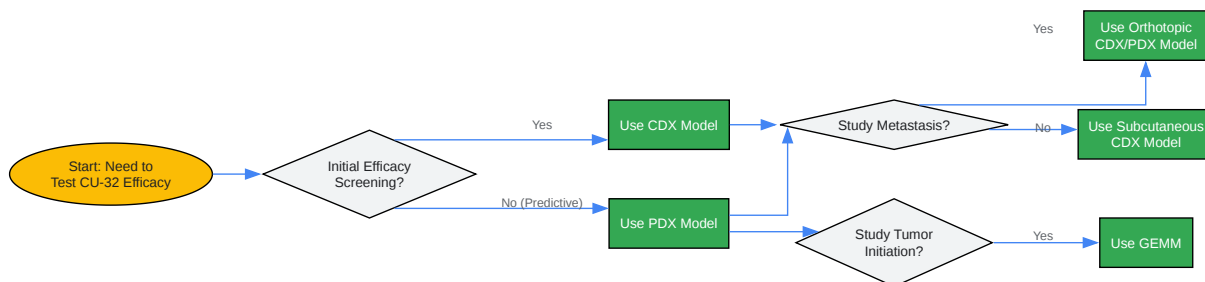 Start: Need to
Test CU-32 Efficacy
Initial Efficacy
Screening?
Yes
No (Predictive)
Use CDX Model
Use PDX Model
Study Metastasis?
Study Tumor
Initiation?
Yes
No
Yes
Use Orthotopic
CDX/PDX Model
Use Subcutaneous
CDX Model
Use GEMM